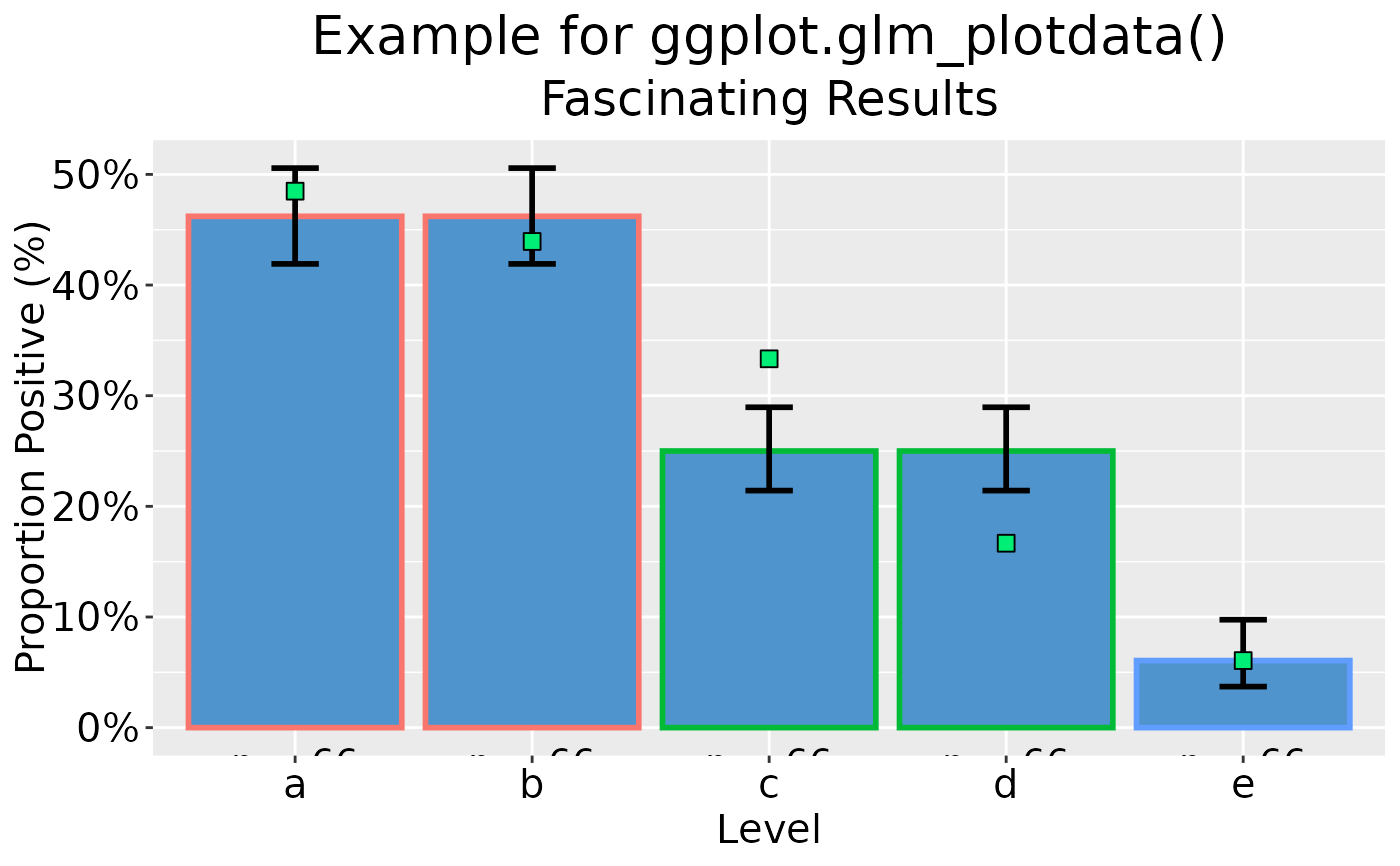 Example for ggplot.glm_plotdata()
Fascinating Results
Proportion Positive (%)
50%
40%
30%
20%
10%
0%
a b c d e
Level